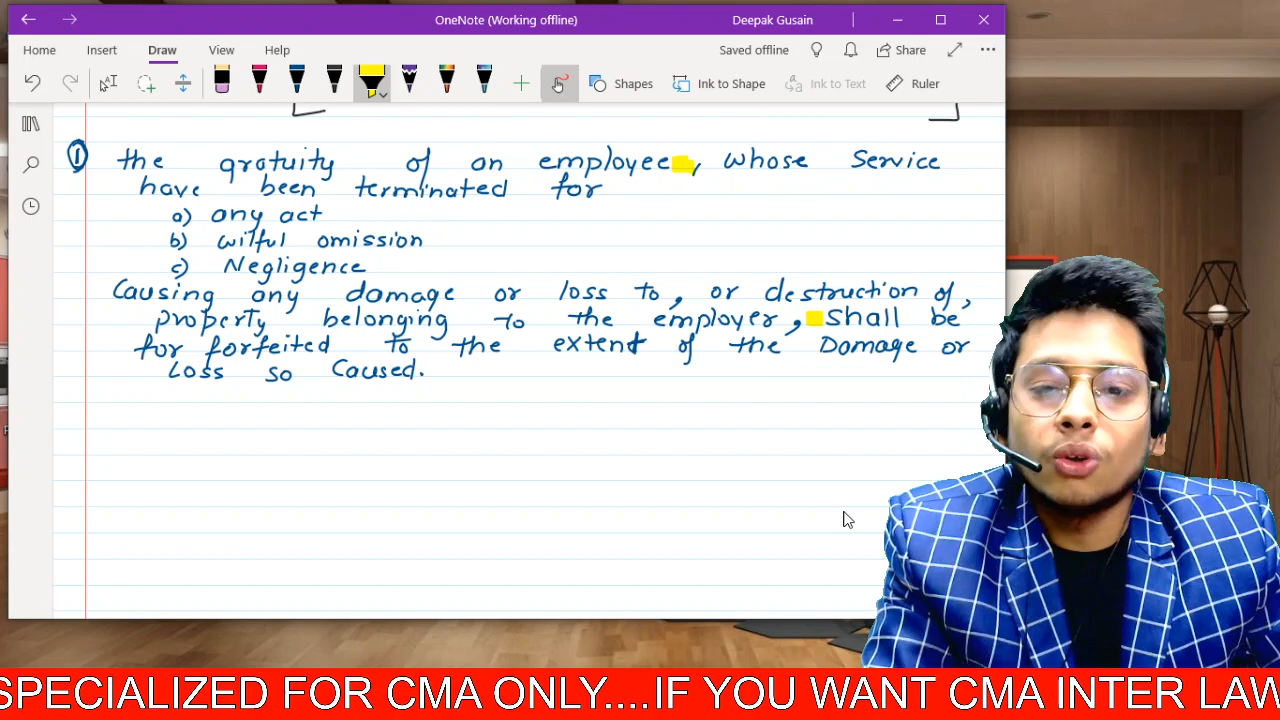 OneNote (Working offline)
Deepak Gusain
Home
Insert
Draw
View
Help
Saved offline
Share
Shapes
Ink to Shape
Ink to Text
Ruler
1 the gratuity of an employee, whose Service
have been terminated for
a) any act
b) wilful omission
c) Negligence
Causing any damage or loss to, or destruction of,
property belonging to the employer, Shall be
for forfeited to the extent of the Damage or
Loss so Caused.
SPECIALIZED FOR CMA ONLY....IF YOU WANT CMA INTER LAW